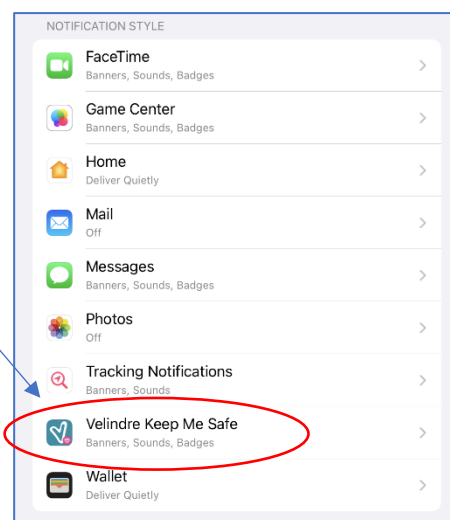 NOTIFICATION STYLE
FaceTime
Banners, Sounds, Badges
Game Center
Banners, Sounds, Badges
Home
Deliver Quietly
Mail
Off
Messages
Banners, Sounds, Badges
Photos
Off
Tracking Notifications
Banners, Sounds
Velindre Keep Me Safe
Banners, Sounds, Badges
Wallet
Deliver Quietly